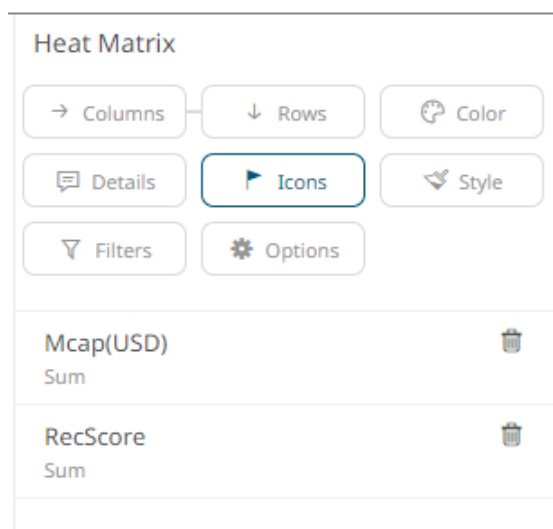 Heat Matrix
Columns Rows Color
Details Icons Style
Filters Options
Mcap(USD)
Sum
RecScore
Sum